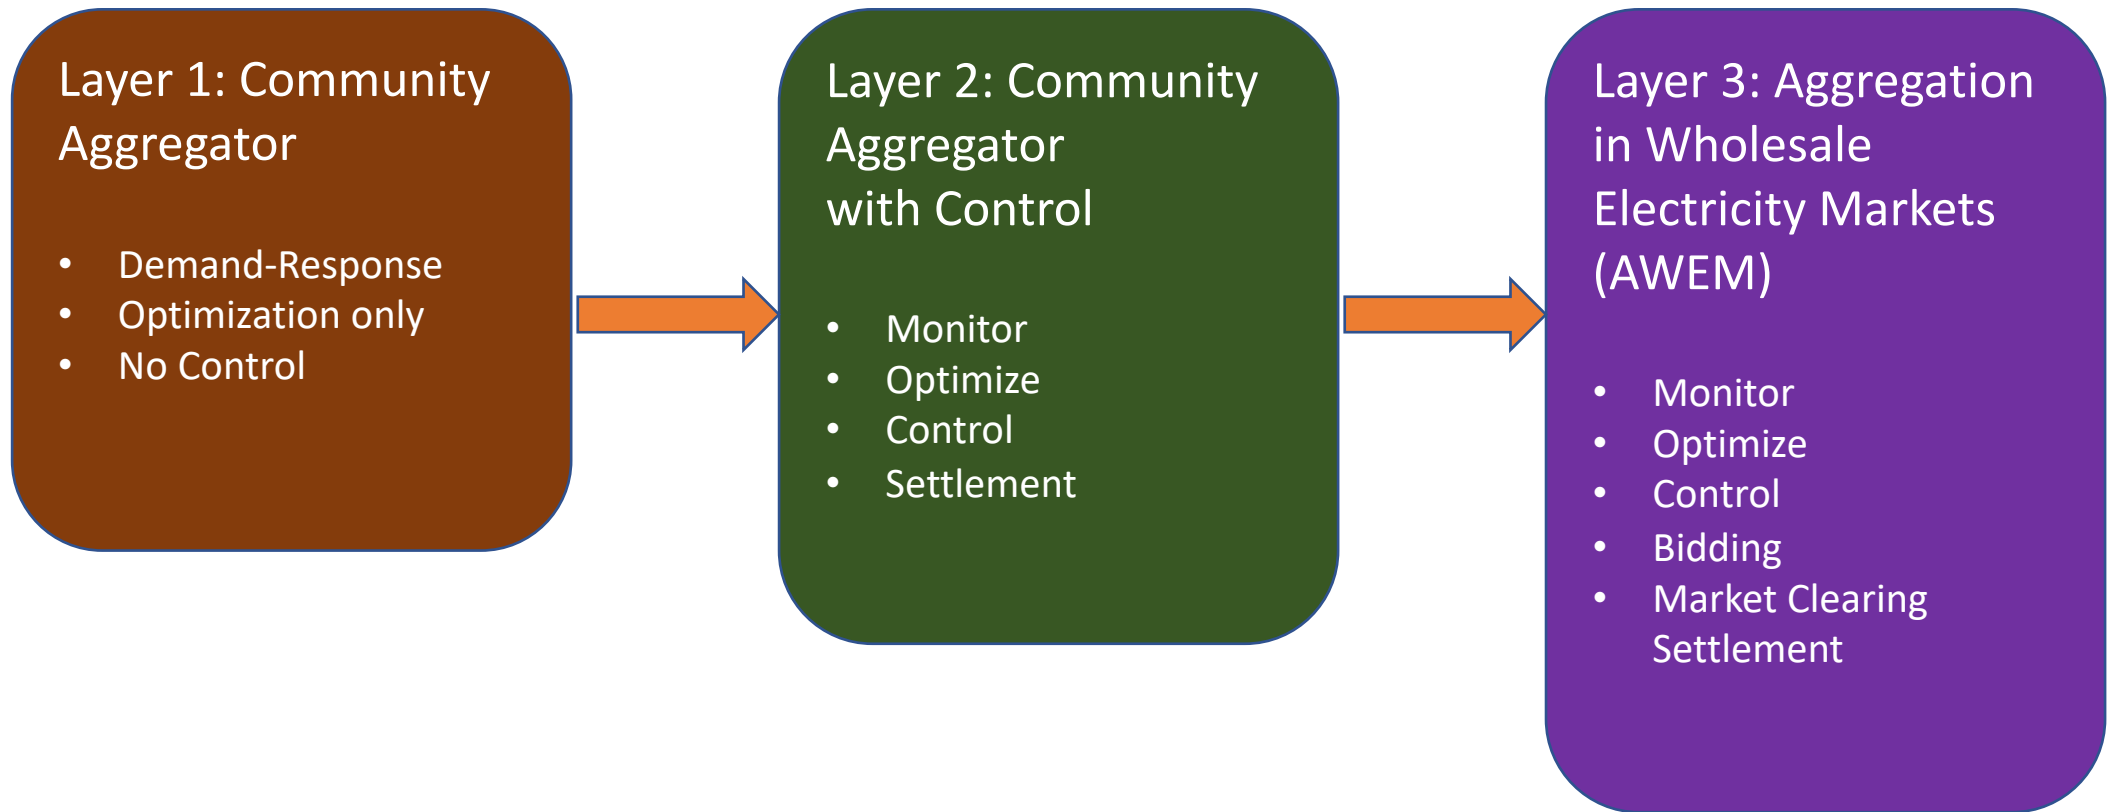 Layer 1: Community
Aggregator
• Demand-Response
• Optimization only
• No Control
Layer 2: Community
Aggregator
with Control
• Monitor
• Optimize
• Control
• Settlement
Layer 3: Aggregation
in Wholesale
Electricity Markets
(AWEM)
• Monitor
• Optimize
• Control
• Bidding
• Market Clearing
Settlement